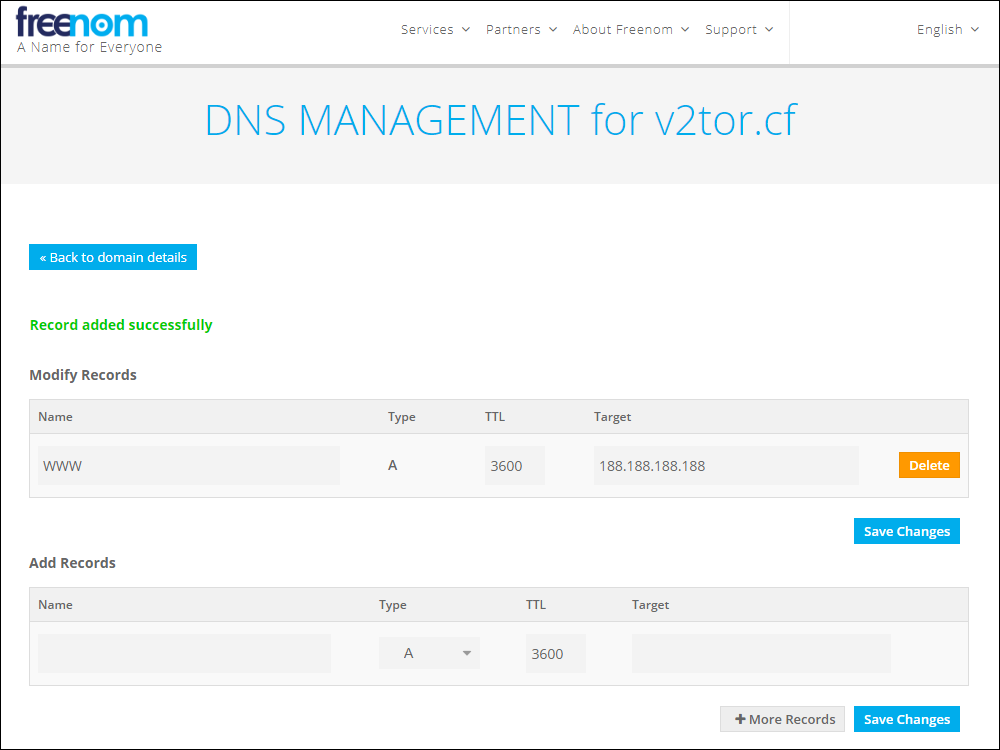 freenom
A Name for Everyone
Services Partners About Freenom Support English
DNS MANAGEMENT for v2tor.cf
« Back to domain details
Record added successfully
Modify Records
Name Type TTL Target
WWW A 3600 188.188.188.188 Delete
Save Changes
Add Records
Name Type TTL Target
A 3600
+ More Records Save Changes